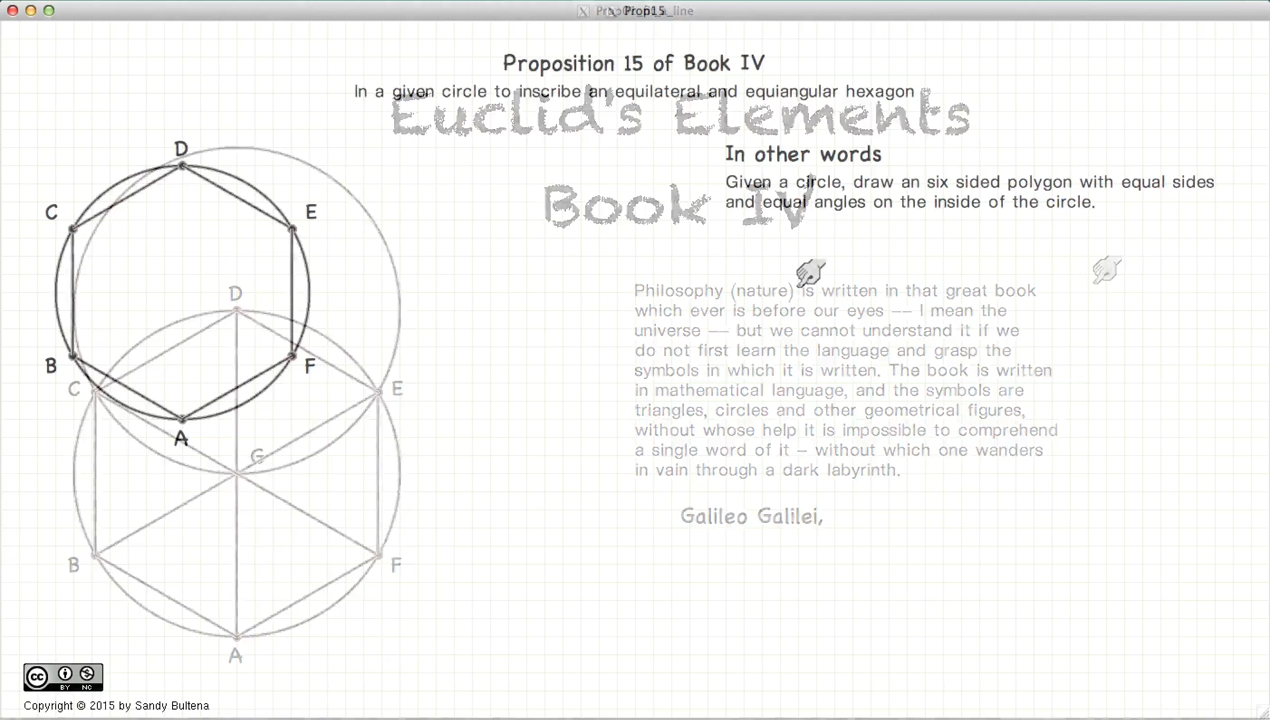 Prop15
Proposition 15 of Book IV
In a given circle to inscribe an equilateral and equiangular hexagon
Euclid's Elements
Book IV
In other words
Given a circle, draw an six sided polygon with equal sides
and equal angles on the inside of the circle.
D
C
E
B
F
A
D
C
E
G
B
F
A
Philosophy (nature) is written in that great book
which ever is before our eyes -- I mean the
universe -- but we cannot understand it if we
do not first learn the language and grasp the
symbols in which it is written. The book is written
in mathematical language, and the symbols are
triangles, circles and other geometrical figures,
without whose help it is impossible to comprehend
a single word of it - without which one wanders
in vain through a dark labyrinth.
Galileo Galilei,
cc
BY NC
Copyright © 2015 by Sandy Bultena